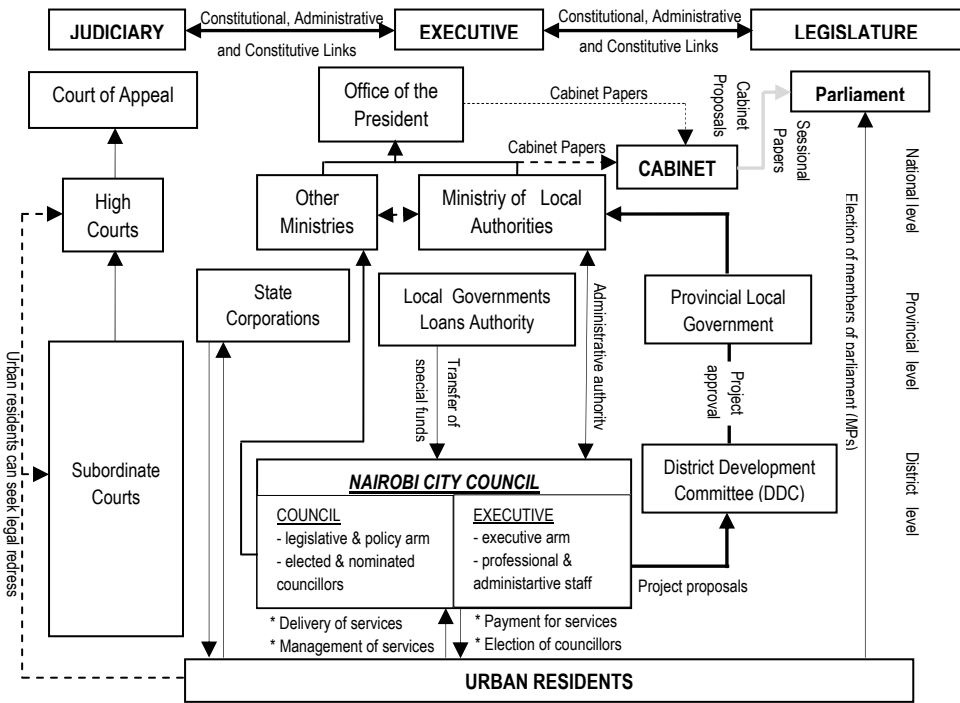 JUDICIARY
Constitutional, Administrative
and Constitutive Links
EXECUTIVE
Constitutional, Administrative
and Constitutive Links
LEGISLATURE
Court of Appeal
Office of the
President
Cabinet Papers
Cabinet
Proposals
Parliament
Sessional
Papers
Cabinet Papers
CABINET
National level
High
Courts
Other
Ministries
Ministriy of Local
Authorities
Election of members of parliament (MPs)
State
Corporations
Local Governments
Loans Authority
Administrative authority
Provincial Local
Government
Provincial level
Urban residents can seek legal redress
Subordinate
Courts
Transfer of
special funds
Project
approval
District Development
Committee (DDC)
District level
NAIROBI CITY COUNCIL
COUNCIL
- legislative & policy arm
- elected & nominated
councillors
EXECUTIVE
- executive arm
- professional &
administartive staff
Project proposals
* Delivery of services
* Management of services
* Payment for services
* Election of councillors
URBAN RESIDENTS